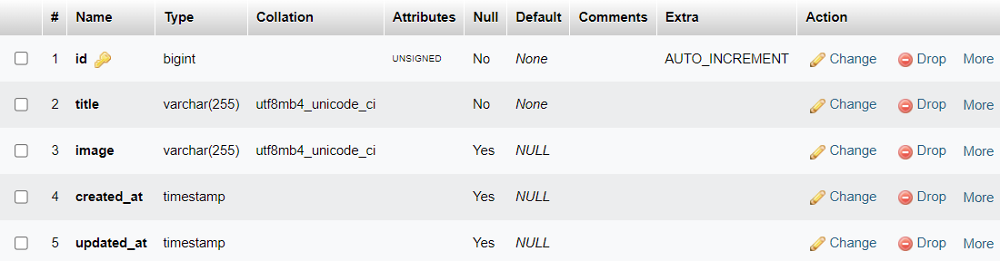 # Name Type Collation Attributes Null Default Comments Extra Action
1 id bigint UNSIGNED No None AUTO_INCREMENT Change Drop More
2 title varchar(255) utf8mb4_unicode_ci No None Change Drop More
3 image varchar(255) utf8mb4_unicode_ci Yes NULL Change Drop More
4 created_at timestamp Yes NULL Change Drop More
5 updated_at timestamp Yes NULL Change Drop More